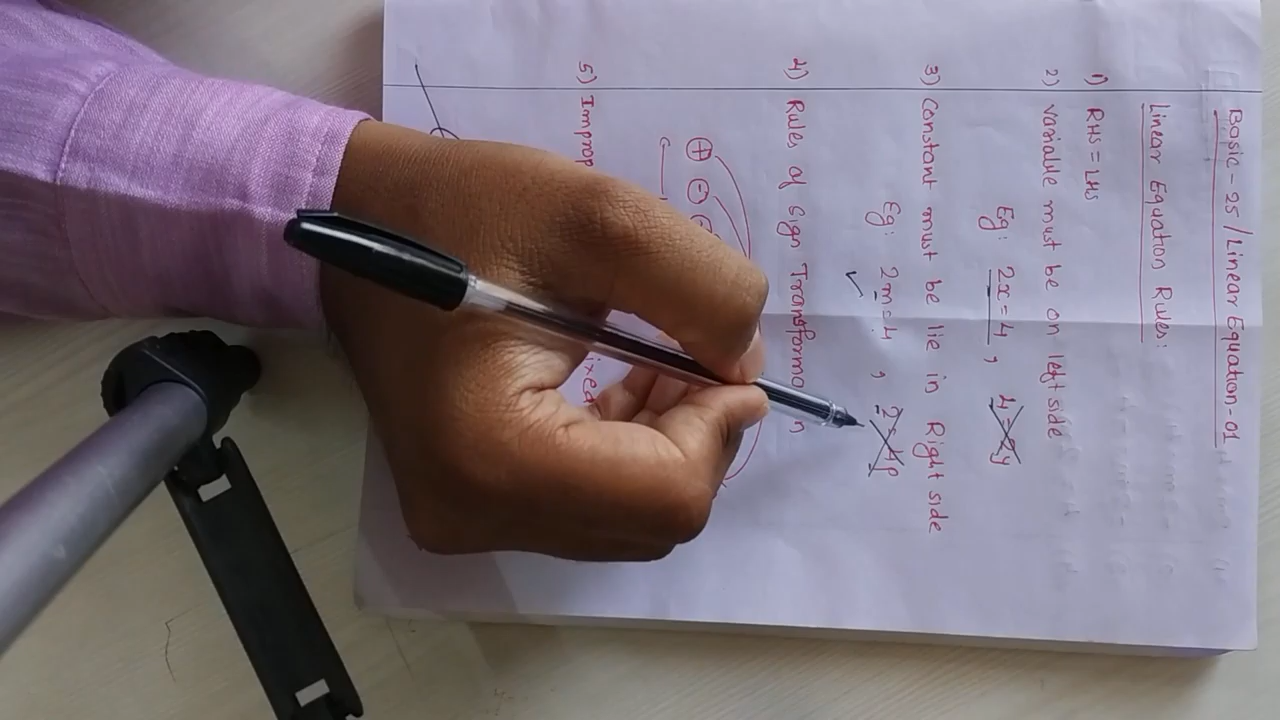 Basic-25/Linear Equation-01
Linear Equation Rules:
1) RHS = LHS
2) variable must be on left side
Eg: 2x=4, 4=2y
3) Constant must be lie in Right side
Eg: 2m=4, 2=4p
4) Rules of Sign Transformation
+ -
5) Improp
ixed